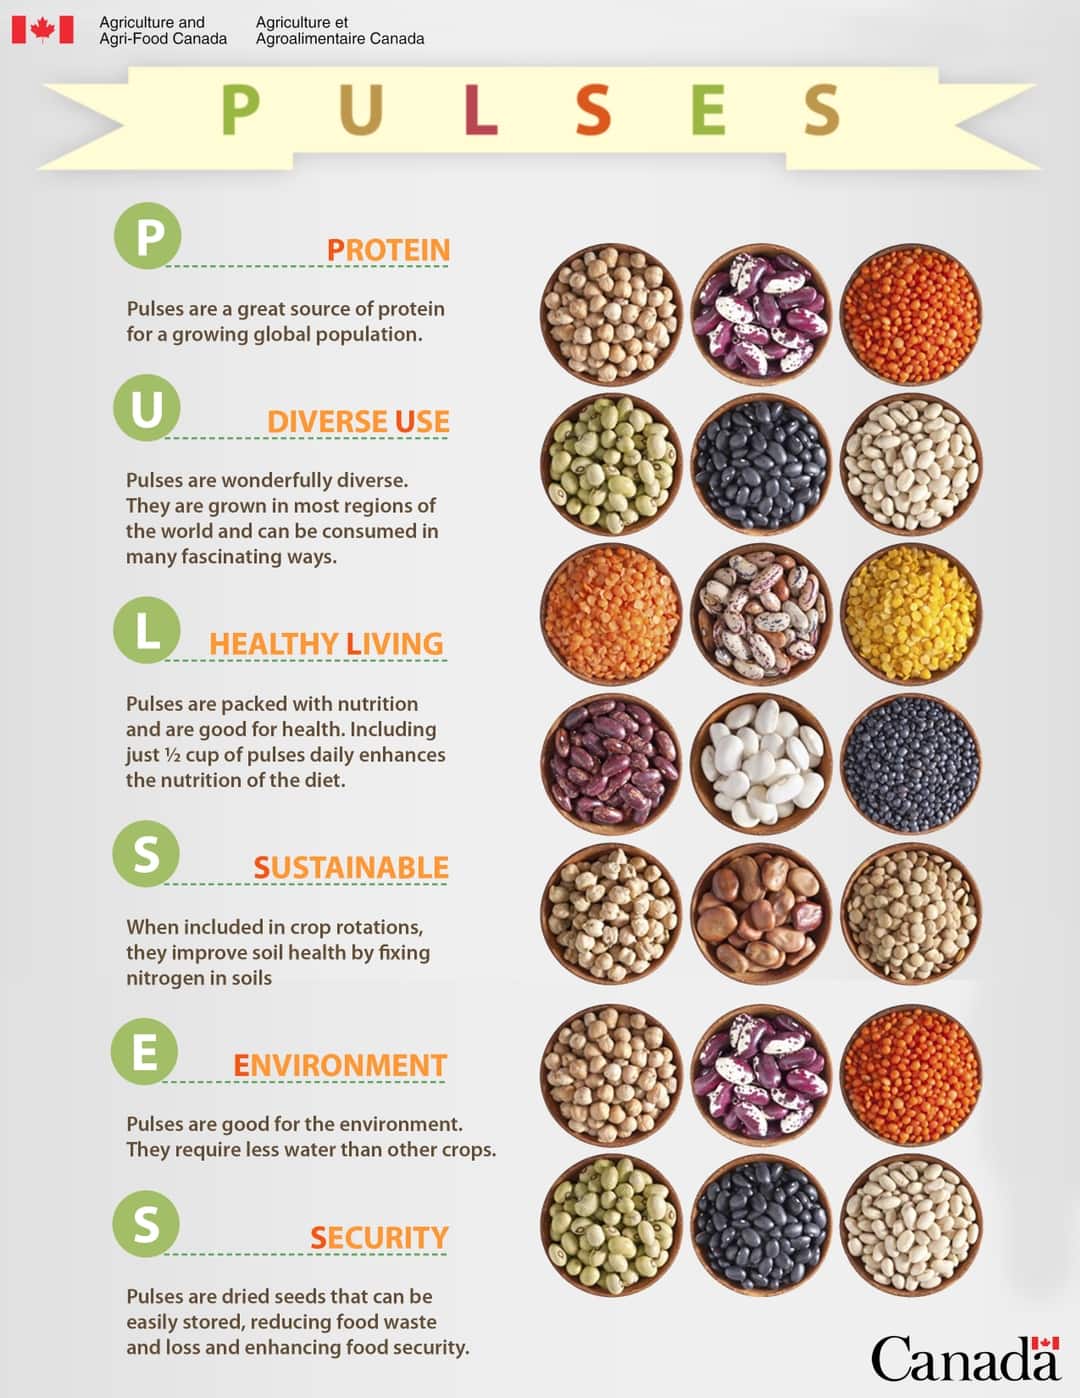 Agriculture and Agriculture et
Agri-Food Canada Agroalimentaire Canada
PULSES
P
PROTEIN
Pulses are a great source of protein
for a growing global population.
U
DIVERSE USE
Pulses are wonderfully diverse.
They are grown in most regions of
the world and can be consumed in
many fascinating ways.
L
HEALTHY LIVING
Pulses are packed with nutrition
and are good for health. Including
just ½ cup of pulses daily enhances
the nutrition of the diet.
S
SUSTAINABLE
When included in crop rotations,
they improve soil health by fixing
nitrogen in soils
E
ENVIRONMENT
Pulses are good for the environment.
They require less water than other crops.
S
SECURITY
Pulses are dried seeds that can be
easily stored, reducing food waste
and loss and enhancing food security.
Canada